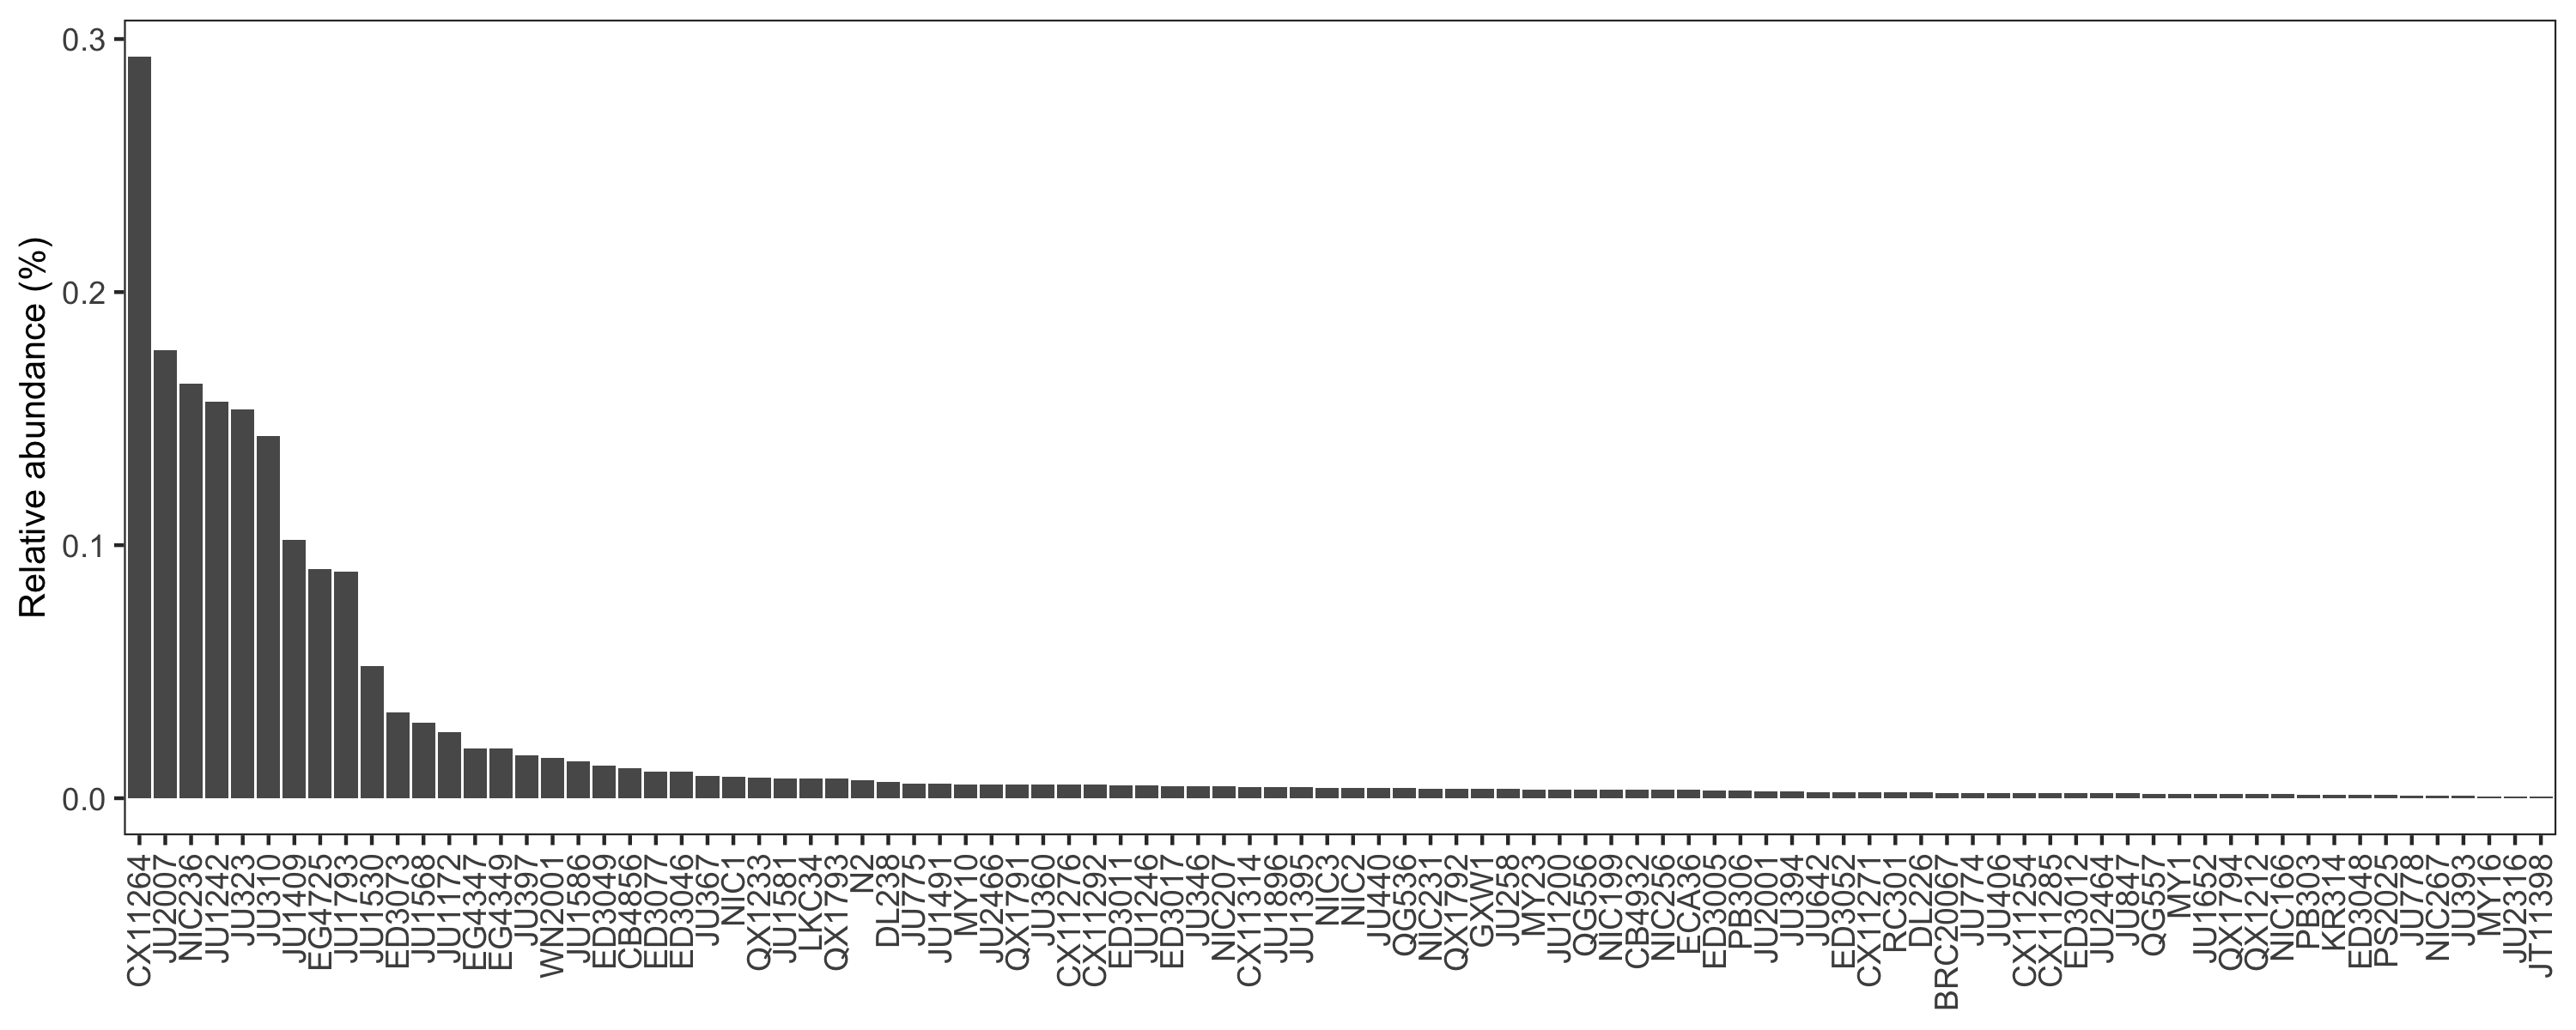 Relative abundance (%)
0.3
0.2
0.1
0.0
CX11264
JU2007
NIC236
JU1242
JU323
JU310
JU1409
EG4725
JU1793
JU1530
ED3073
JU1568
JU1172
EG4347
EG4349
JU397
WN2001
JU1586
ED3049
CB4856
ED3077
ED3046
JU367
NIC1
QX1233
JU1581
LKC34
QX1793
N2
DL238
JU775
JU1491
MY10
JU2466
QX1791
JU360
CX11276
CX11292
ED3011
JU1246
ED3017
JU346
NIC207
CX11314
JU1896
JU1395
NIC3
NIC2
JU440
QG536
NIC231
QX1792
GXW1
JU258
MY23
JU1200
QG556
NIC199
CB4932
NIC256
ECA36
ED3005
PB306
JU2001
JU394
JU642
ED3052
CX11271
RC301
DL226
BRC20067
JU774
JU406
CX11254
CX11285
ED3012
JU2464
JU847
QG557
MY1
JU1652
QX1794
QX1212
NIC166
PB303
KR314
ED3048
PS2025
JU778
NIC267
JU393
MY16
JU2316
JT11398